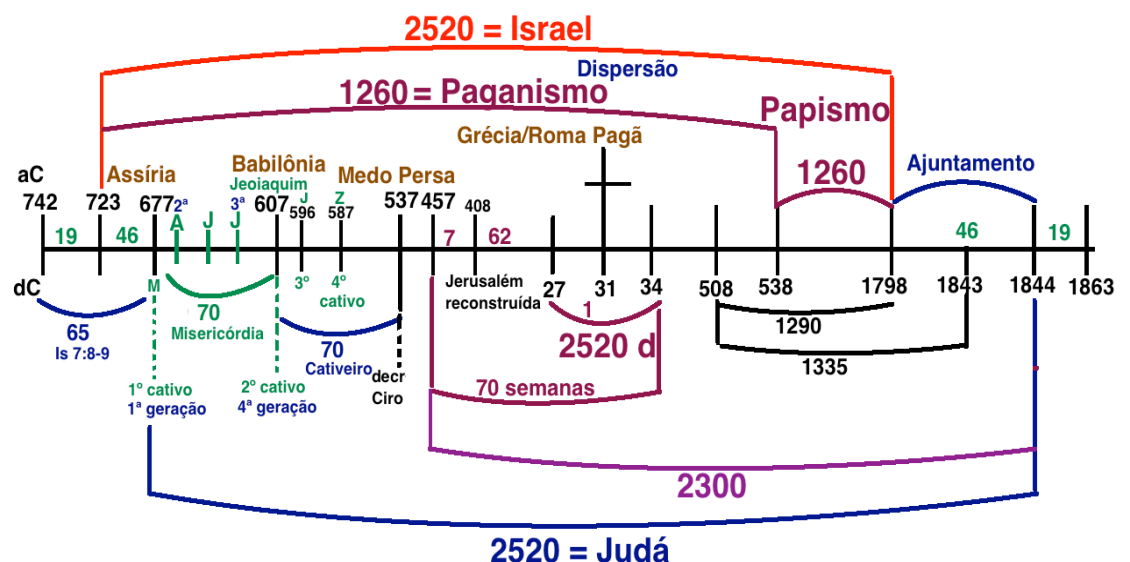 2520 = Israel
Dispersão
1260 = Paganismo
Papismo
Grécia/Roma Pagã
1260
Ajuntamento
Assíria
Babilônia
Jeoiaquim
Medo Persa
aC
742
723
677
2ª
3ª
607
J
596
Z
587
537
457
408
A
J
J
19
46
7
62
46
19
dC
M
3º
4º
cativo
Jerusalém
reconstruída
27
31
34
508
538
1798
1843
1844
1863
65
Is 7:8-9
70
Misericórdia
70
Cativeiro
decr
Ciro
1
2520 d
1290
1335
1º cativo
1ª geração
2º cativo
4ª geração
70 semanas
2300
2520 = Judá